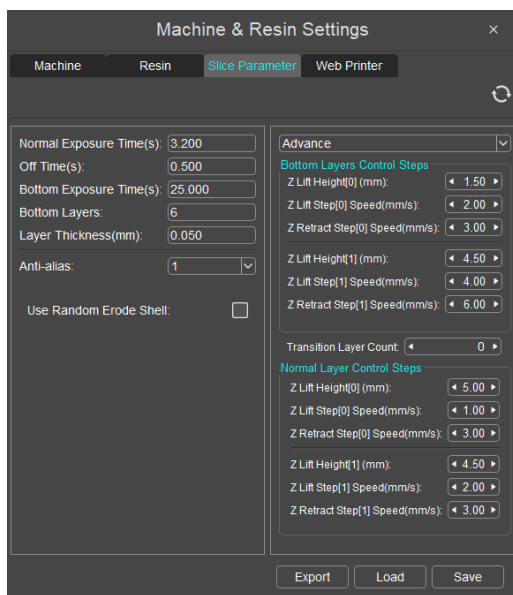 Machine & Resin Settings
Machine Resin Slice Parameter Web Printer
Normal Exposure Time(s): 3.200
Off Time(s): 0.500
Bottom Exposure Time(s): 25.000
Bottom Layers: 6
Layer Thickness(mm): 0.050
Anti-alias: 1
Use Random Erode Shell:
Advance
Bottom Layers Control Steps
Z Lift Height[0] (mm): 1.50
Z Lift Step[0] Speed(mm/s): 2.00
Z Retract Step[0] Speed(mm/s): 3.00
Z Lift Height[1] (mm): 4.50
Z Lift Step[1] Speed(mm/s): 4.00
Z Retract Step[1] Speed(mm/s): 6.00
Transition Layer Count: 0
Normal Layer Control Steps
Z Lift Height[0] (mm): 5.00
Z Lift Step[0] Speed(mm/s): 1.00
Z Retract Step[0] Speed(mm/s): 3.00
Z Lift Height[1] (mm): 4.50
Z Lift Step[1] Speed(mm/s): 2.00
Z Retract Step[1] Speed(mm/s): 3.00
Export Load Save